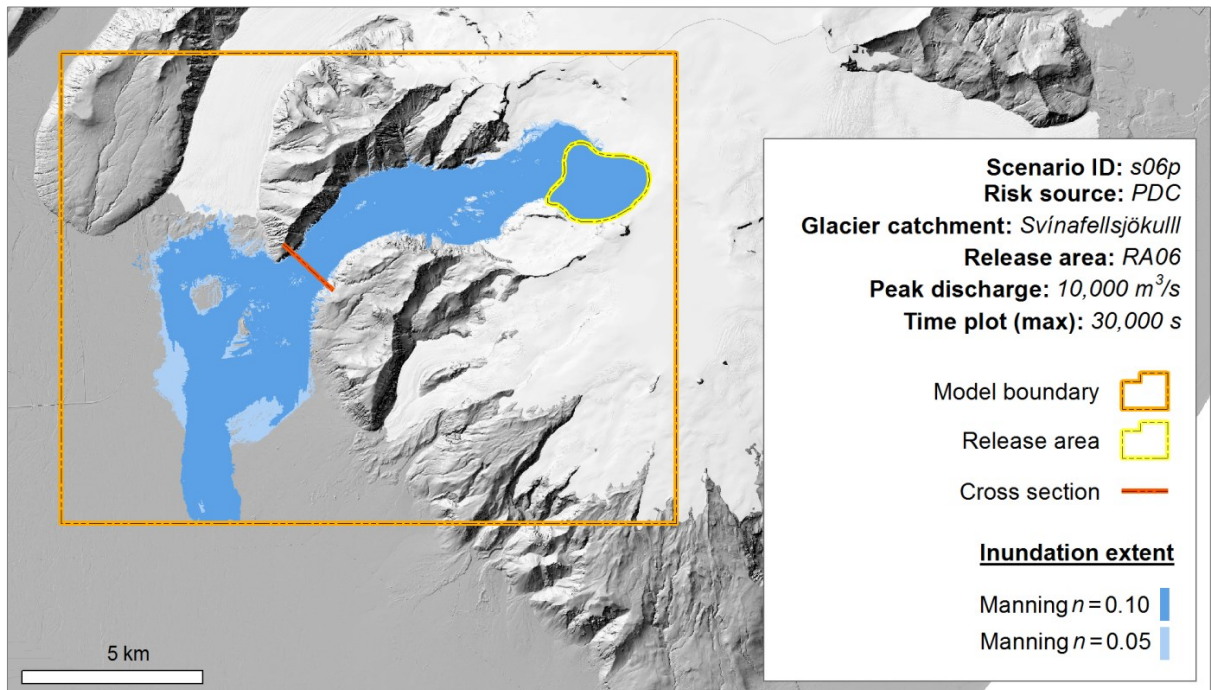 Scenario ID: s06p
Risk source: PDC
Glacier catchment: Svínafellsjökulll
Release area: RA06
Peak discharge: 10,000 m³/s
Time plot (max): 30,000 s
Model boundary
Release area
Cross section
Inundation extent
Manning n = 0.10
Manning n = 0.05
5 km